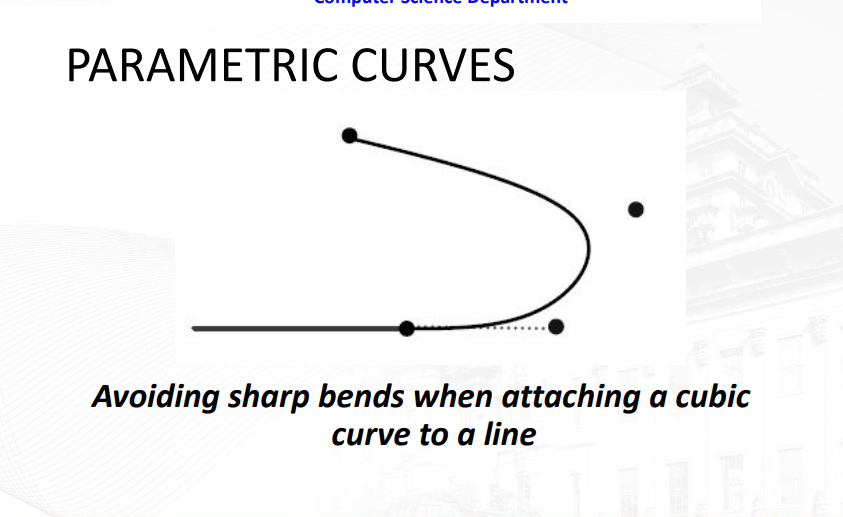 Computer Science Department
PARAMETRIC CURVES
Avoiding sharp bends when attaching a cubic
curve to a line